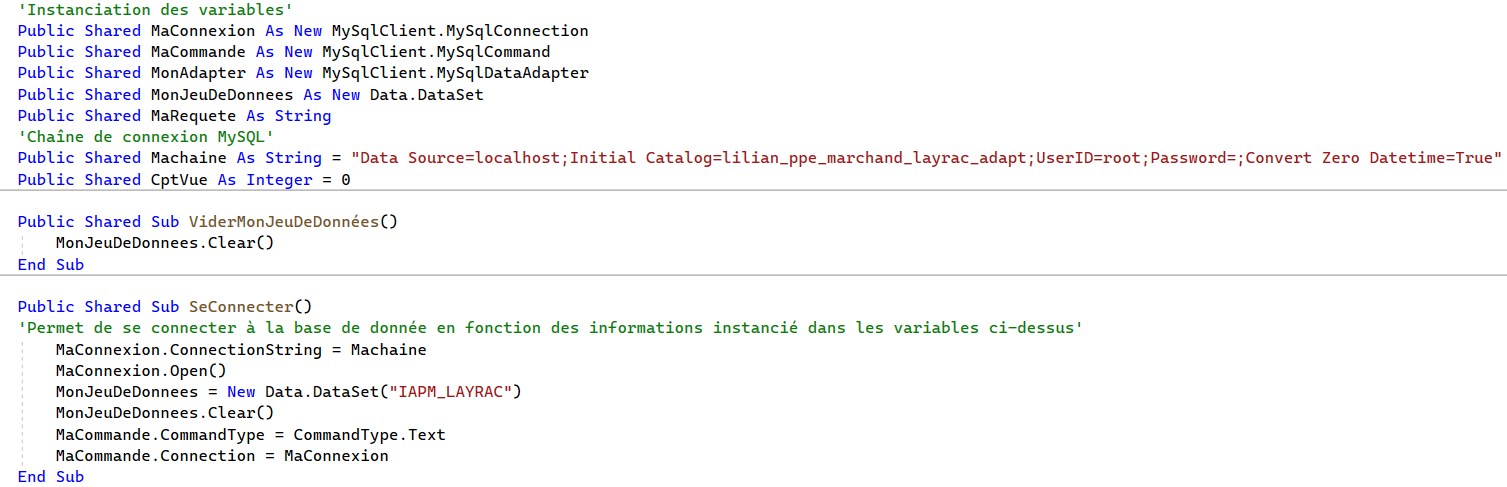 'Instanciation des variables'
Public Shared MaConnexion As New MySqlClient.MySqlConnection
Public Shared MaCommande As New MySqlClient.MySqlCommand
Public Shared MonAdapter As New MySqlClient.MySqlDataAdapter
Public Shared MonJeuDeDonnees As New Data.DataSet
Public Shared MaRequete As String
'Chaîne de connexion MySQL'
Public Shared Machaine As String = "Data Source=localhost;Initial Catalog=lilian_ppe_marchand_layrac_adapt;UserID=root;Password=;Convert Zero Datetime=True"
Public Shared CptVue As Integer = 0
Public Shared Sub ViderMonJeuDeDonnées()
MonJeuDeDonnees.Clear()
End Sub
Public Shared Sub SeConnecter()
'Permet de se connecter à la base de donnée en fonction des informations instancié dans les variables ci-dessus'
MaConnexion.ConnectionString = Machaine
MaConnexion.Open()
MonJeuDeDonnees = New Data.DataSet("IAPM_LAYRAC")
MonJeuDeDonnees.Clear()
MaCommande.CommandType = CommandType.Text
MaCommande.Connection = MaConnexion
End Sub